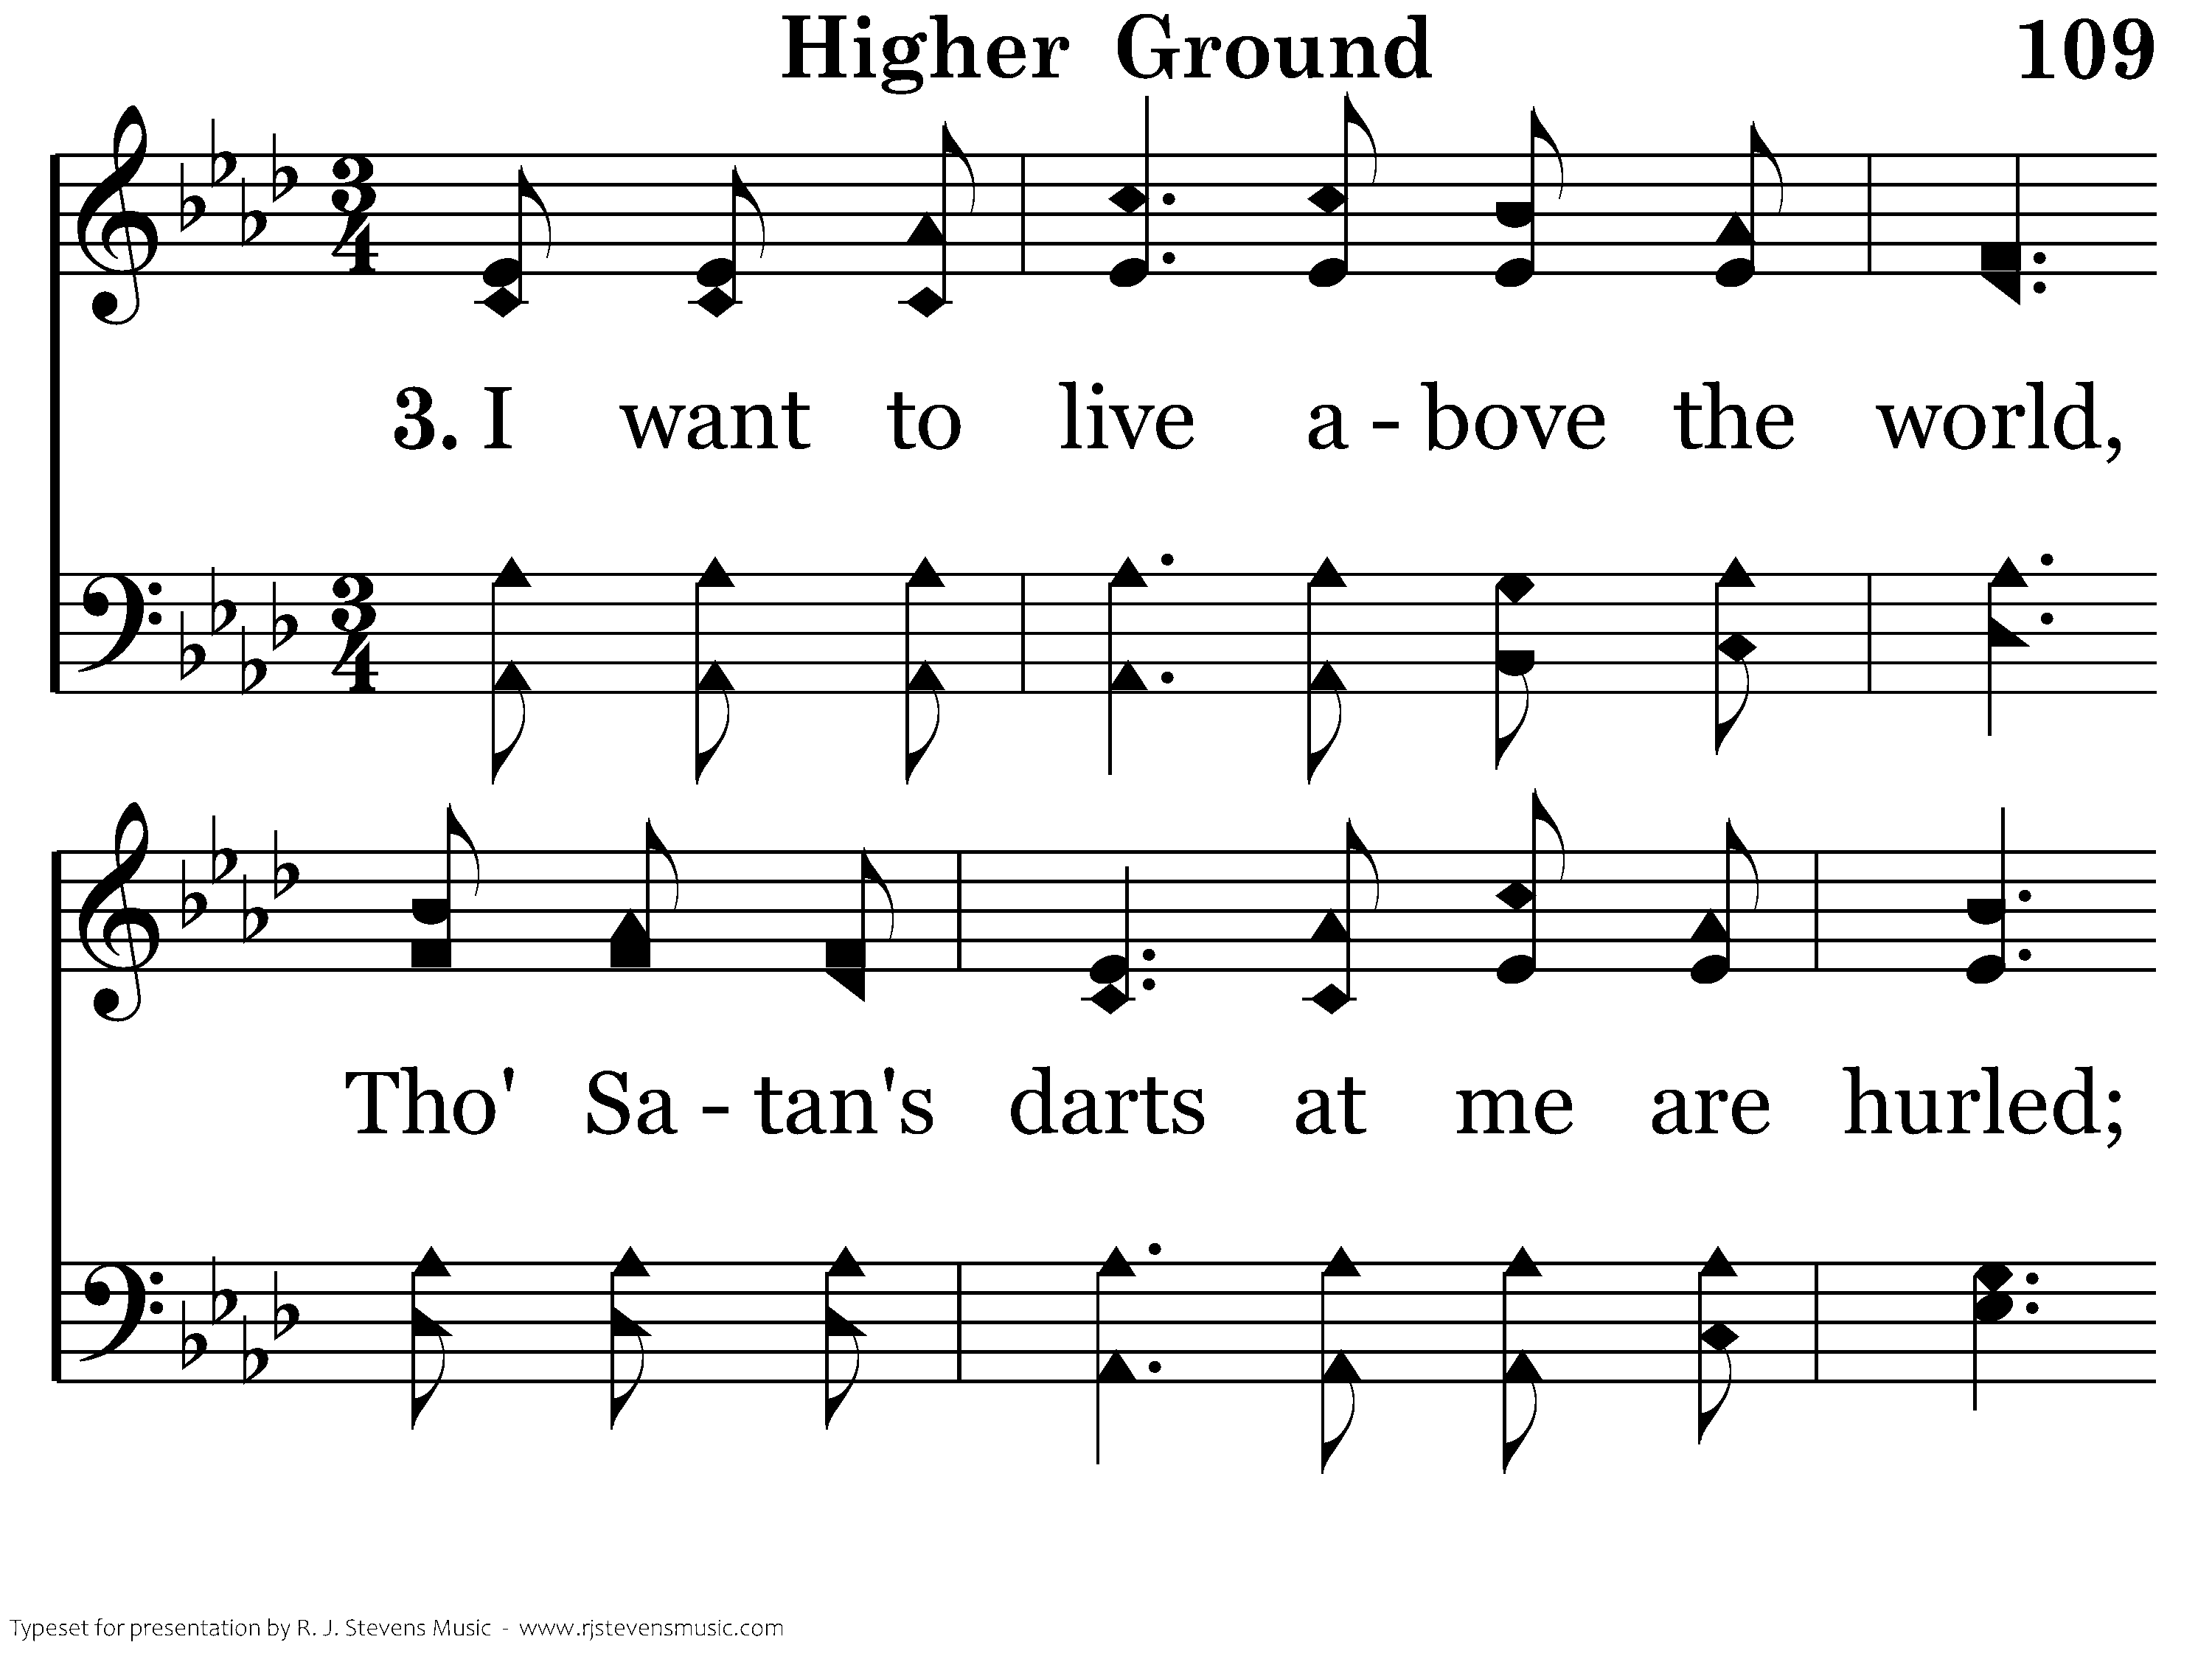 Higher Ground 109
3. I want to live a - bove the world,
Tho' Sa - tan's darts at me are hurled;
Typeset for presentation by R. J. Stevens Music - www.rjstevensmusic.com